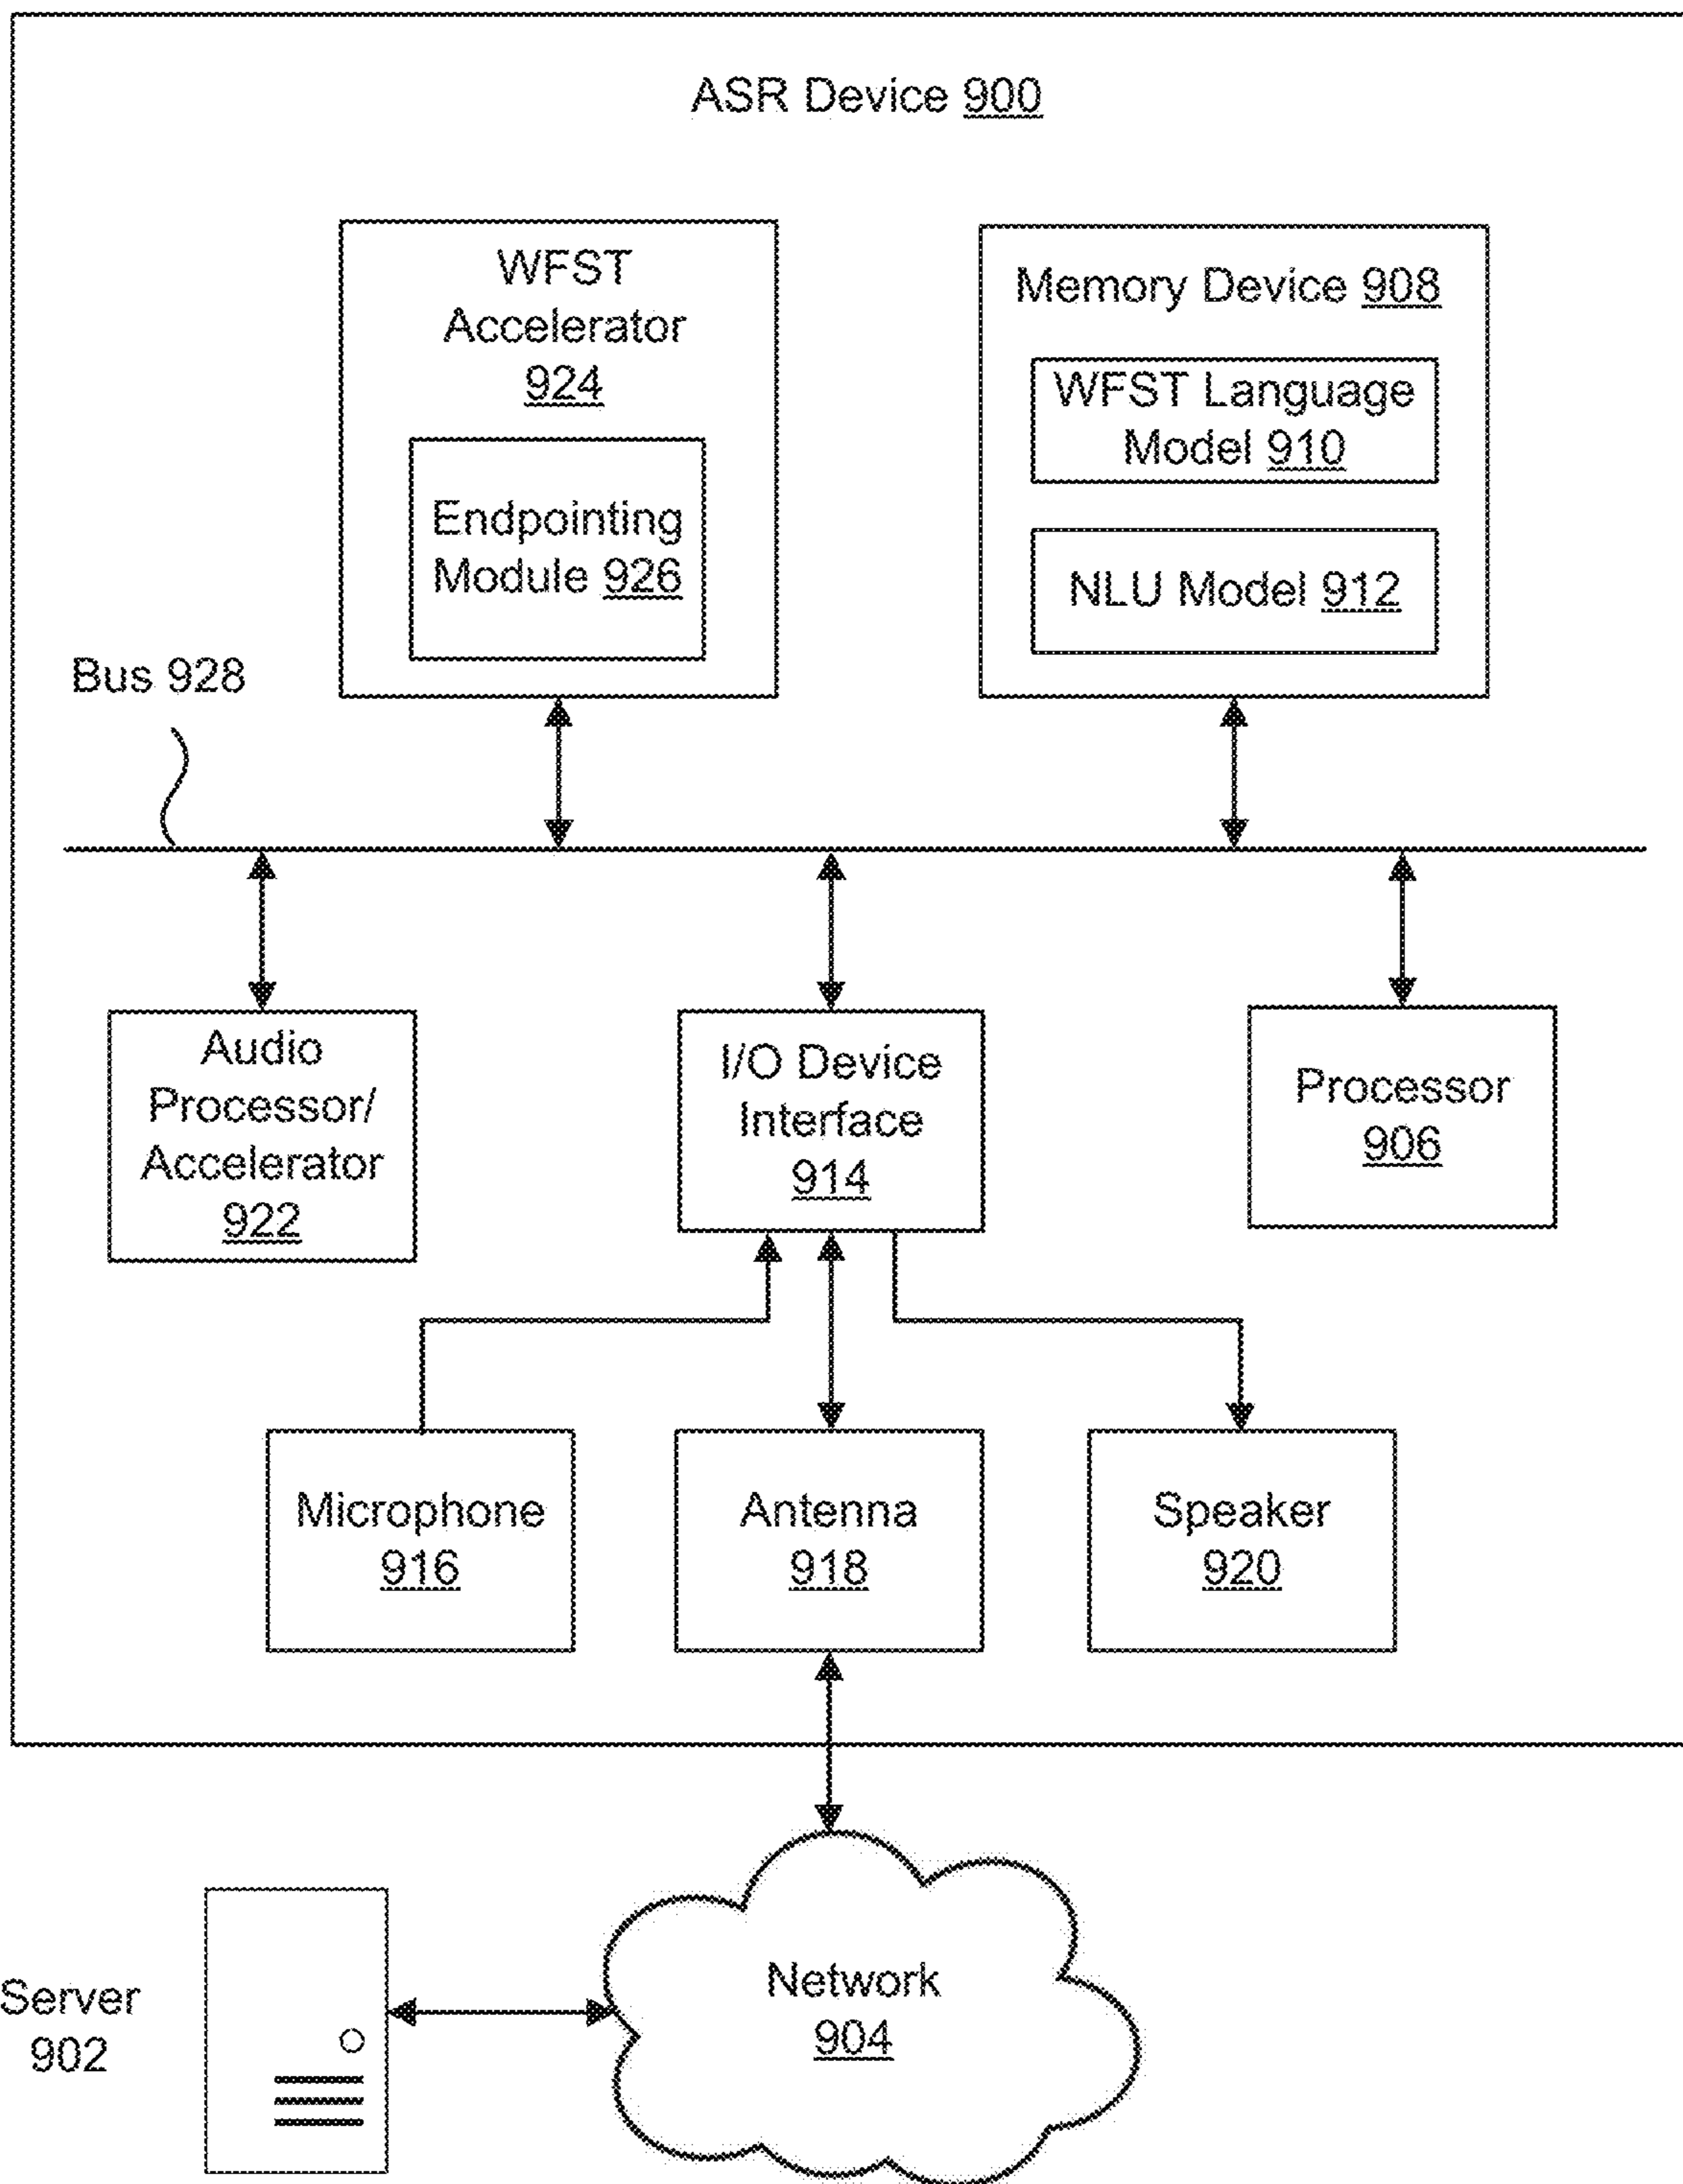 ASR Device 900
WFST
Accelerator
924
Endpointing
Module 926
Memory Device 908
WFST Language
Model 910
NLU Model 912
Bus 928
Audio
Processor/
Accelerator
922
I/O Device
Interface
914
Processor
906
Microphone
916
Antenna
918
Speaker
920
Server
902
Network
904